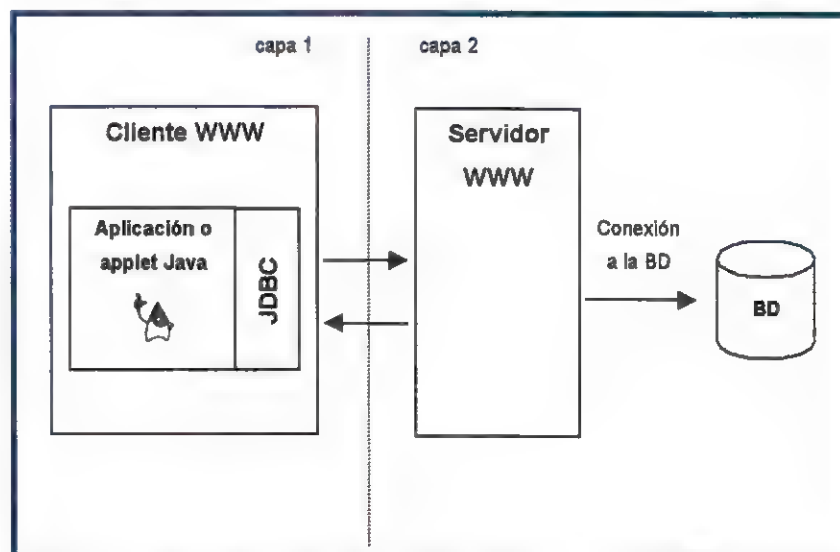 capa 1
capa 2
Cliente WWW
Aplicación o
applet Java
JDBC
Servidor
WWW
Conexión
a la BD
BD